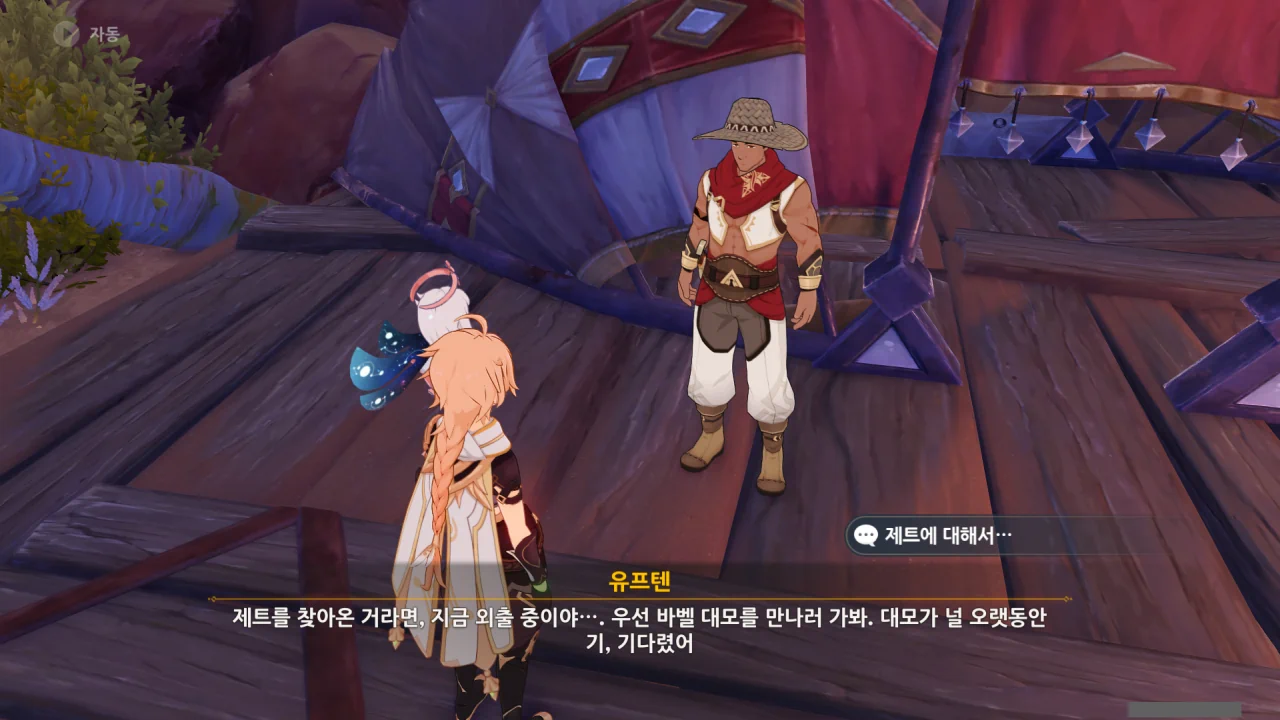 자동
제트에 대해서…
유프텐
제트를 찾아온 거라면, 지금 외출 중이야…. 우선 바벨 대모를 만나러 가봐. 대모가 널 오랫동안
기, 기다렸어